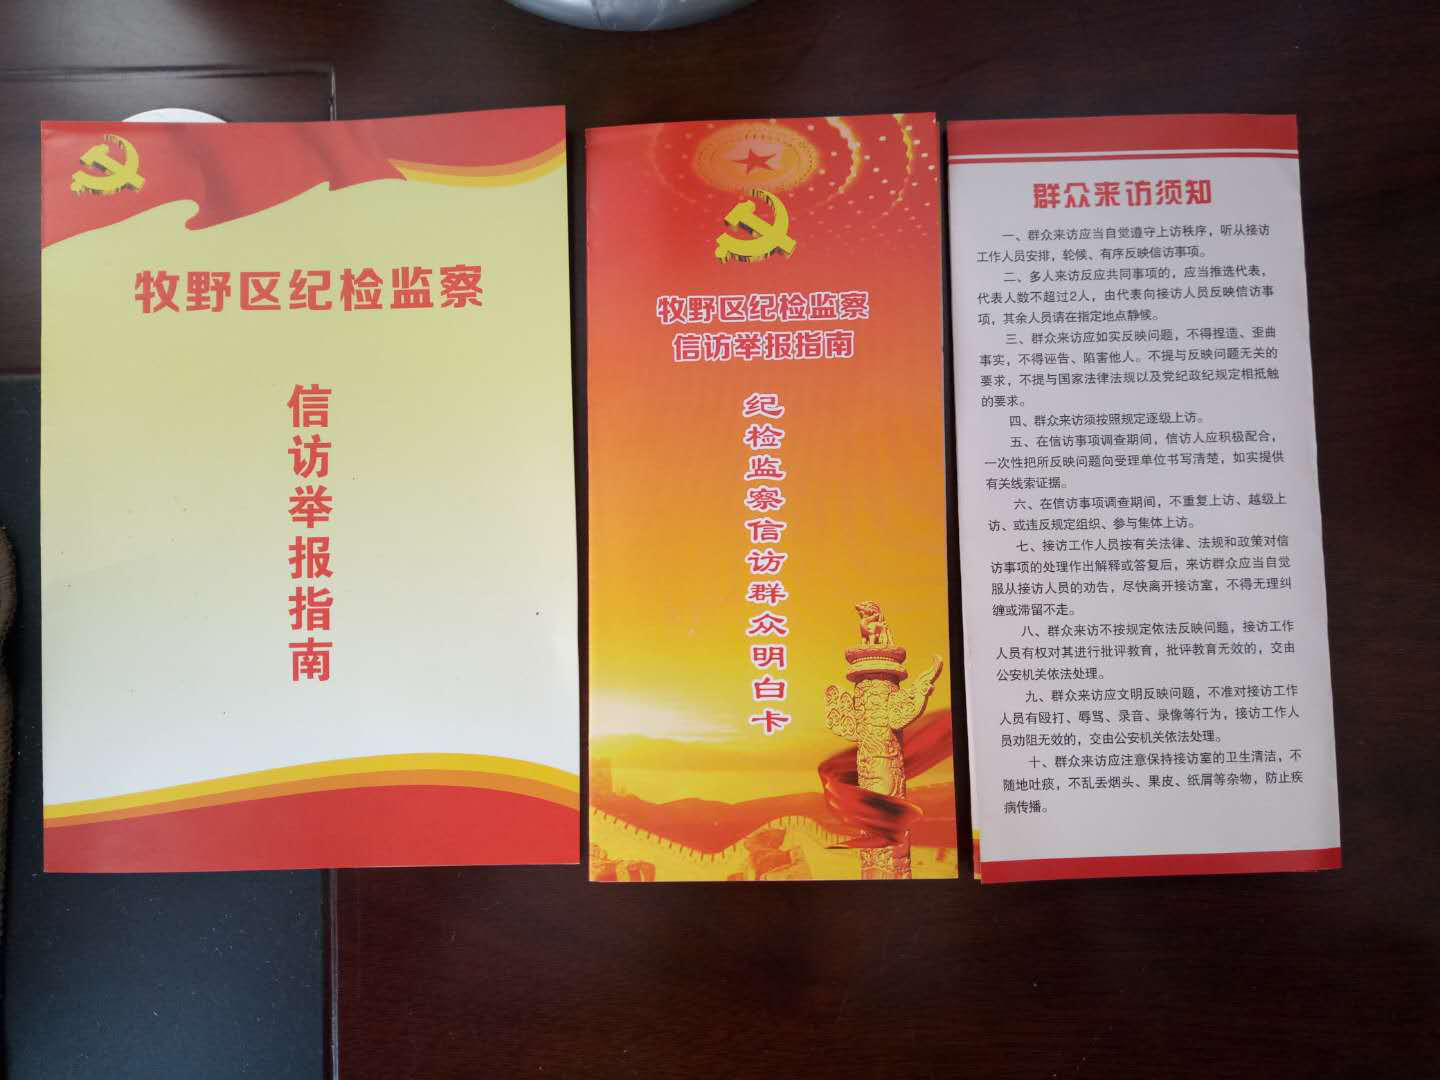 牧野区纪检监察
信访举报指南
牧野区纪检监察
信访举报指南
纪检监察信访群众明白卡
群众来访须知
一、群众来访应当自觉遵守上访秩序，听从接访
工作人员安排，轮候、有序反映信访事项。
二、多人来访反应共同事项的，应当推选代表，
代表人数不超过2人，由代表向接访人员反映信访事
项，其余人员请在指定地点静候。
三、群众来访应如实反映问题，不得捏造、歪曲
事实，不得诬告、陷害他人。不提与反映问题无关的
要求，不提与国家法律法规以及党纪政纪规定相抵触
的要求。
四、群众来访须按照规定逐级上访。
五、在信访事项调查期间，信访人应积极配合，
一次性把所反映问题向受理单位书写清楚，如实提供
有关线索证据。
六、在信访事项调查期间，不重复上访、越级上
访、或违反规定组织、参与集体上访。
七、接访工作人员按有关法律、法规和政策对信
访事项的处理作出解释或答复后，来访群众应当自觉
服从接访人员的劝告，尽快离开接访室，不得无理纠
缠或滞留不走。
八、群众来访不按规定依法反映问题，接访工作
人员有权对其进行批评教育，批评教育无效的，交由
公安机关依法处理。
九、群众来访应文明反映问题，不准对接访工作
人员有殴打、辱骂、录音、录像等行为，接访工作人
员劝阻无效的，交由公安机关依法处理。
十、群众来访应注意保持接访室的卫生清洁，不
随地吐痰，不乱丢烟头、果皮、纸屑等杂物，防止疾
病传播。